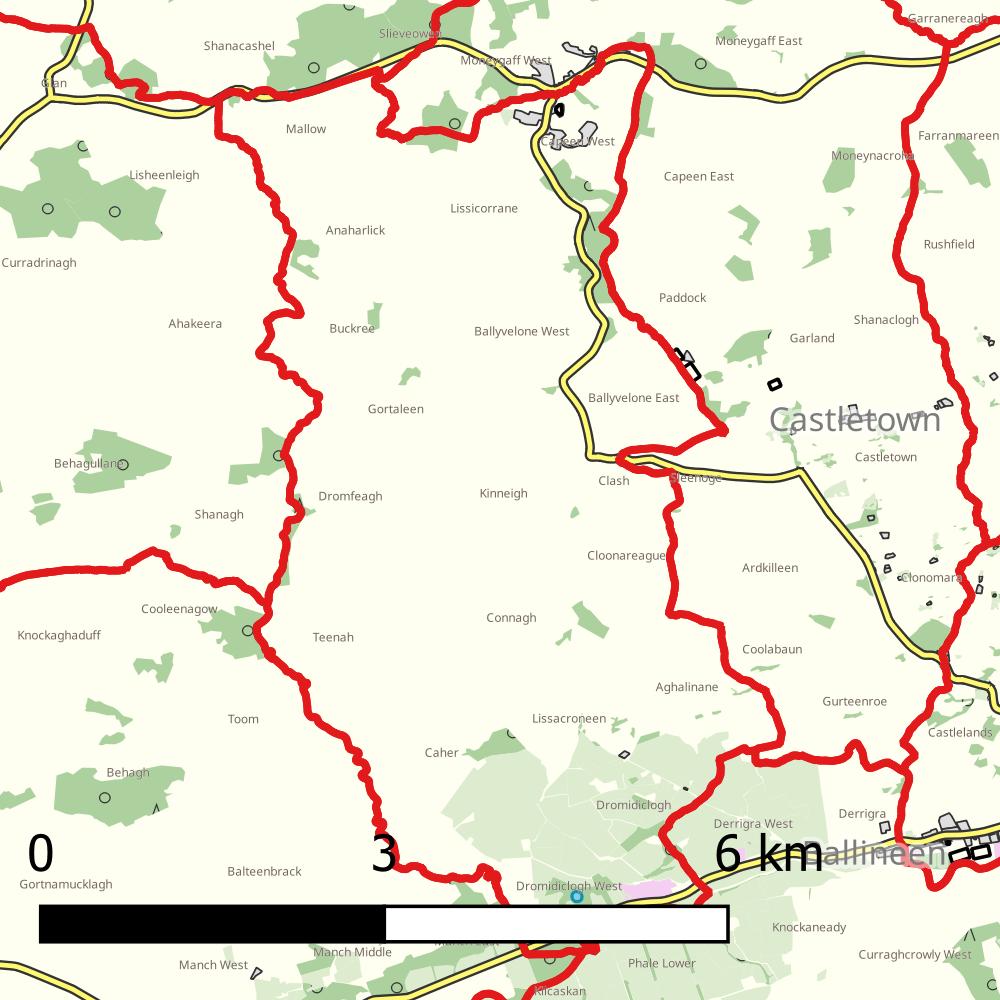 Garranereagh
Slieveowen
Shanacashel
Moneygaff East
Moneygaff West
Glan
Mallow
Farranmareen
Capeen West
Moneynacroha
Lisheenleigh
Capeen East
Lissicorrane
Anaharlick
Rushfield
Curradrinagh
Paddock
Shanaclogh
Ahakeera
Buckree
Ballyvelone West
Garland
Ballyvelone East
Gortaleen
Castletown
Castletown
Behagullane
Sleenoge
Clash
Kinneigh
Dromfeagh
Shanagh
Cloonareague
Ardkilleen
Clonomara
Cooleenagow
Connagh
Knockaghaduff
Teenah
Coolabaun
Aghalinane
Gurteenroe
Toom
Lissacroneen
Castlelands
Caher
Behagh
Dromidiclogh
Derrigra
Derrigra West
0
3
6 km
Ballineen
Balteenbrack
Gortnamucklagh
Dromidiclogh West
Knockaneady
Manch East
Manch Middle
Curraghcrowly West
Manch West
Phale Lower
Kilcaskan